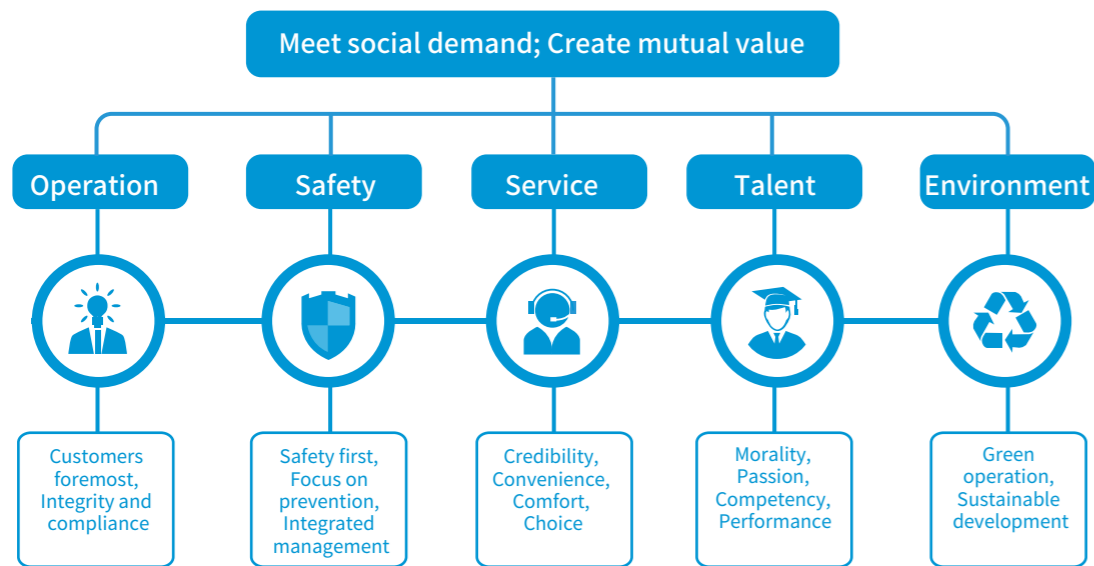 Meet social demand; Create mutual value
Operation
Safety
Service
Talent
Environment
Customers
foremost,
Integrity and
compliance
Safety first,
Focus on
prevention,
Integrated
management
Credibility,
Convenience,
Comfort,
Choice
Morality,
Passion,
Competency,
Performance
Green
operation,
Sustainable
development